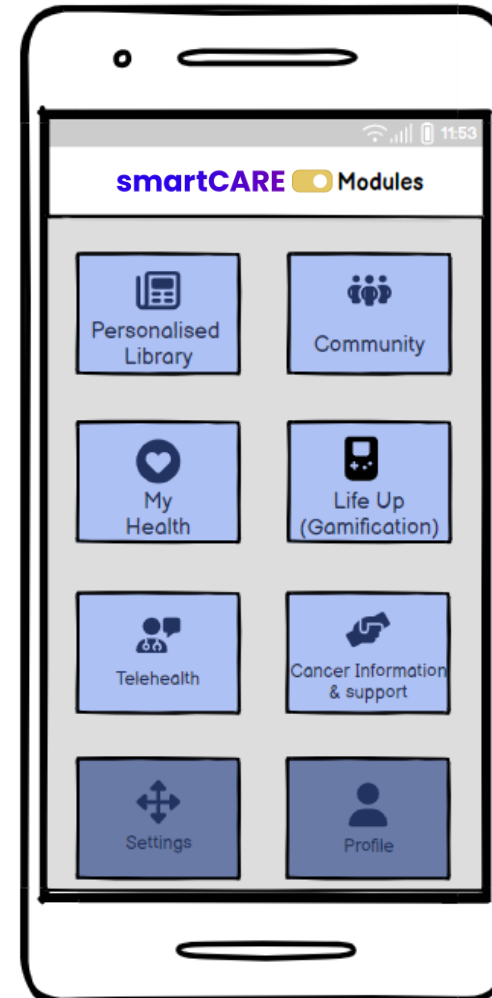 11:53
smartCARE Modules
Personalised
Library
Community
My
Health
Life Up
(Gamification)
Telehealth
Cancer Information
& support
Settings
Profile